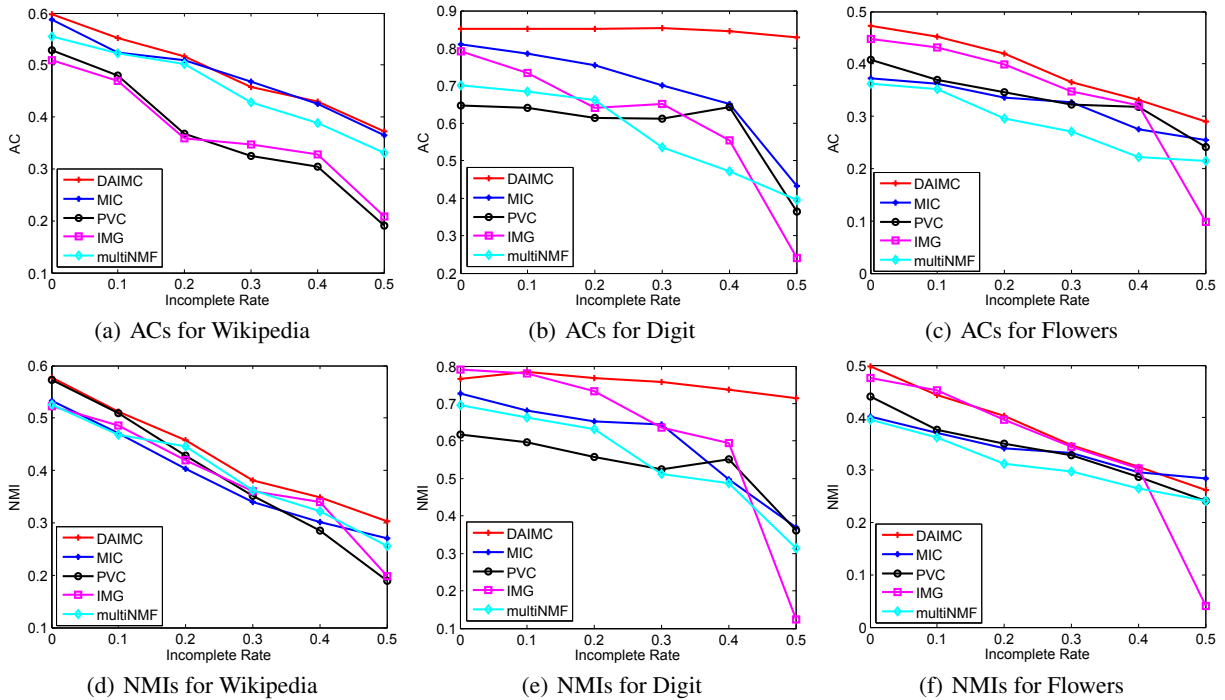 0.6
0.5
0.4
0.3
0.2
0.1
AC
DAIMC
MIC
PVC
IMG
multiNMF
0 0.1 0.2 0.3 0.4 0.5
Incomplete Rate
(a) ACs for Wikipedia
0.9
0.8
0.7
0.6
0.5
0.4
0.3
0.2
AC
DAIMC
MIC
PVC
IMG
multiNMF
0 0.1 0.2 0.3 0.4 0.5
Incomplete Rate
(b) ACs for Digit
0.5
0.4
0.3
0.2
0.1
0
AC
DAIMC
MIC
PVC
IMG
multiNMF
0 0.1 0.2 0.3 0.4 0.5
Incomplete Rate
(c) ACs for Flowers
0.6
0.5
0.4
0.3
0.2
0.1
NMI
DAIMC
MIC
PVC
IMG
multiNMF
0 0.1 0.2 0.3 0.4 0.5
Incomplete Rate
(d) NMIs for Wikipedia
0.8
0.7
0.6
0.5
0.4
0.3
0.2
0.1
NMI
DAIMC
MIC
PVC
IMG
multiNMF
0 0.1 0.2 0.3 0.4 0.5
Incomplete Rate
(e) NMIs for Digit
0.5
0.4
0.3
0.2
0.1
0
NMI
DAIMC
MIC
PVC
IMG
multiNMF
0 0.1 0.2 0.3 0.4 0.5
Incomplete Rate
(f) NMIs for Flowers